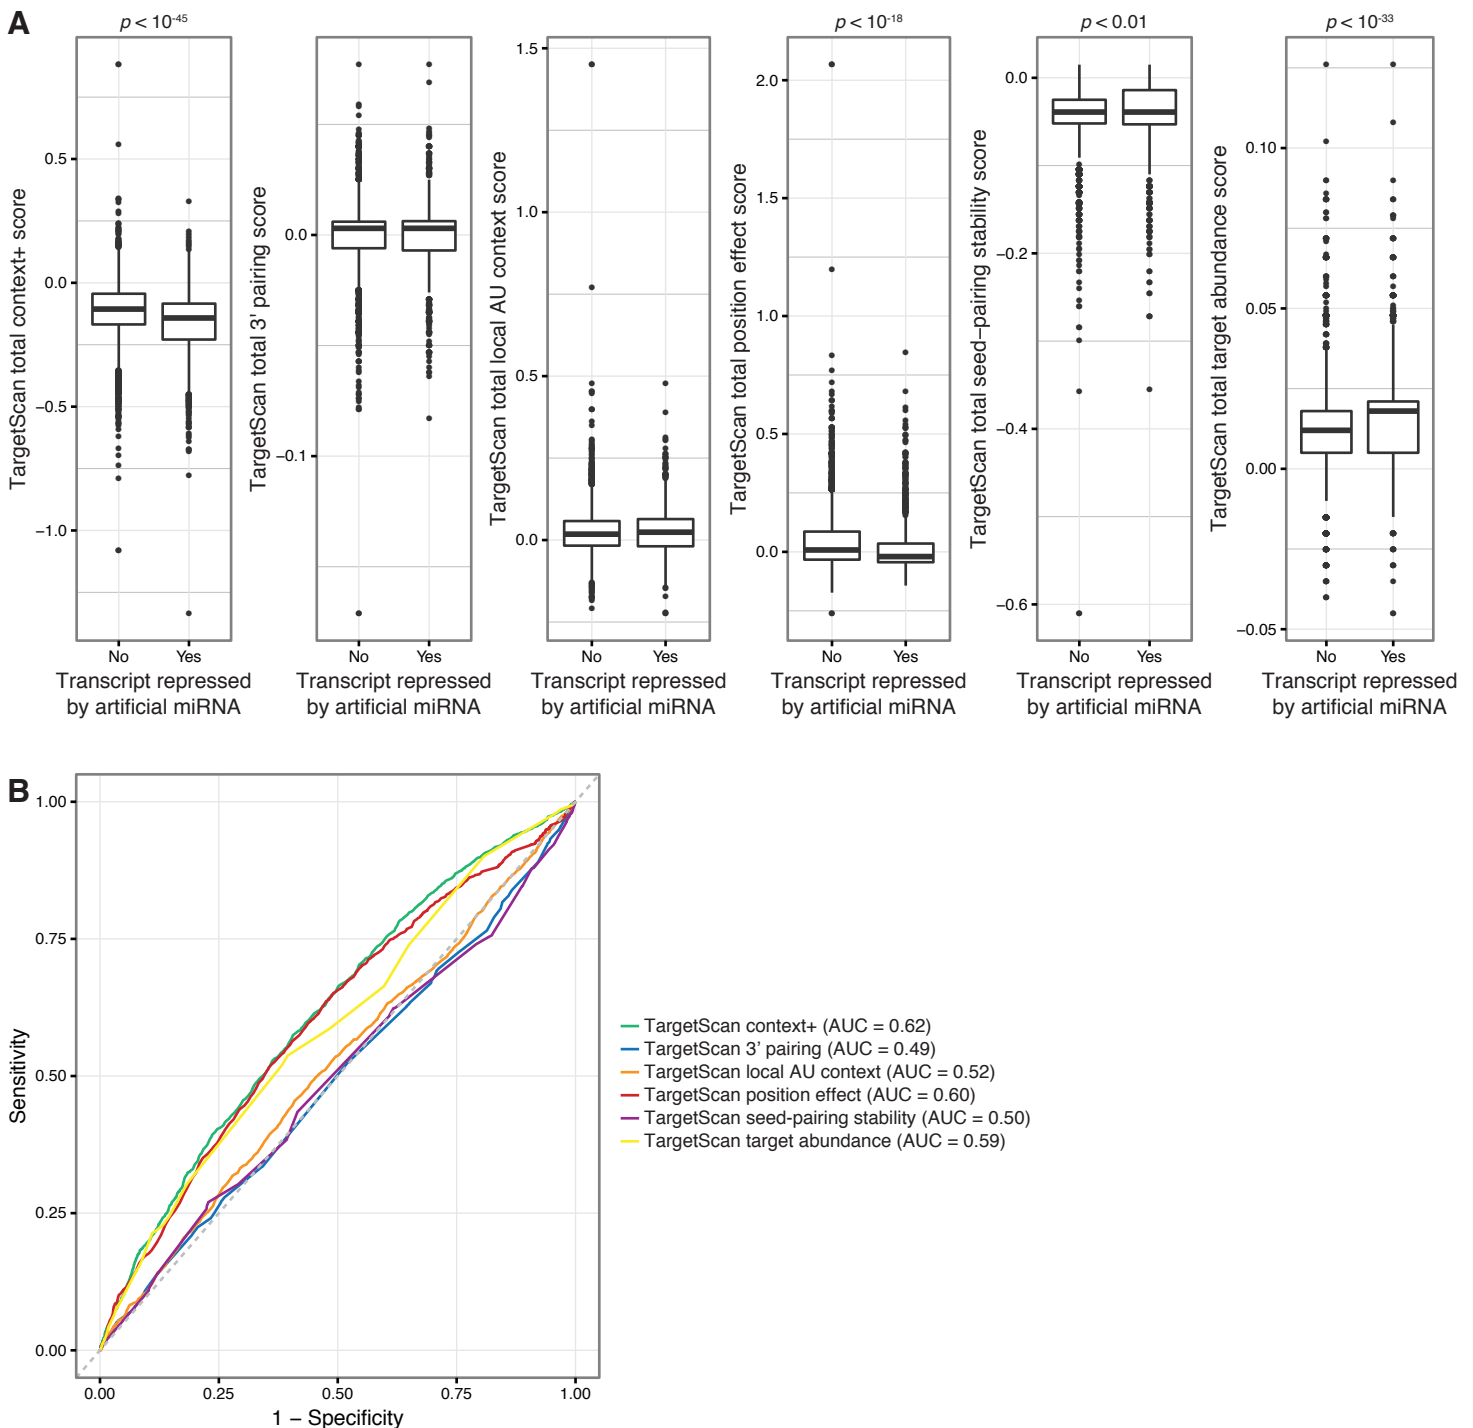 A
p < 10-45
p < 10-18
p < 0.01
p < 10-33
TargetScan total context+ score
0.5
0.0
−0.5
−1.0
No
Yes
Transcript repressed
by artificial miRNA
TargetScan total 3' pairing score
0.0
−0.1
No
Yes
Transcript repressed
by artificial miRNA
TargetScan total local AU context score
1.5
1.0
0.5
0.0
No
Yes
Transcript repressed
by artificial miRNA
TargetScan total position effect score
2.0
1.5
1.0
0.5
0.0
No
Yes
Transcript repressed
by artificial miRNA
TargetScan total seed−pairing stability score
0.0
−0.2
−0.4
−0.6
No
Yes
Transcript repressed
by artificial miRNA
TargetScan total target abundance score
0.10
0.05
0.00
−0.05
No
Yes
Transcript repressed
by artificial miRNA
B
Sensitivity
1.00
0.75
0.50
0.25
0.00
0.00
0.25
0.50
0.75
1.00
1 − Specificity
TargetScan context+ (AUC = 0.62)
TargetScan 3’ pairing (AUC = 0.49)
TargetScan local AU context (AUC = 0.52)
TargetScan position effect (AUC = 0.60)
TargetScan seed-pairing stability (AUC = 0.50)
TargetScan target abundance (AUC = 0.59)